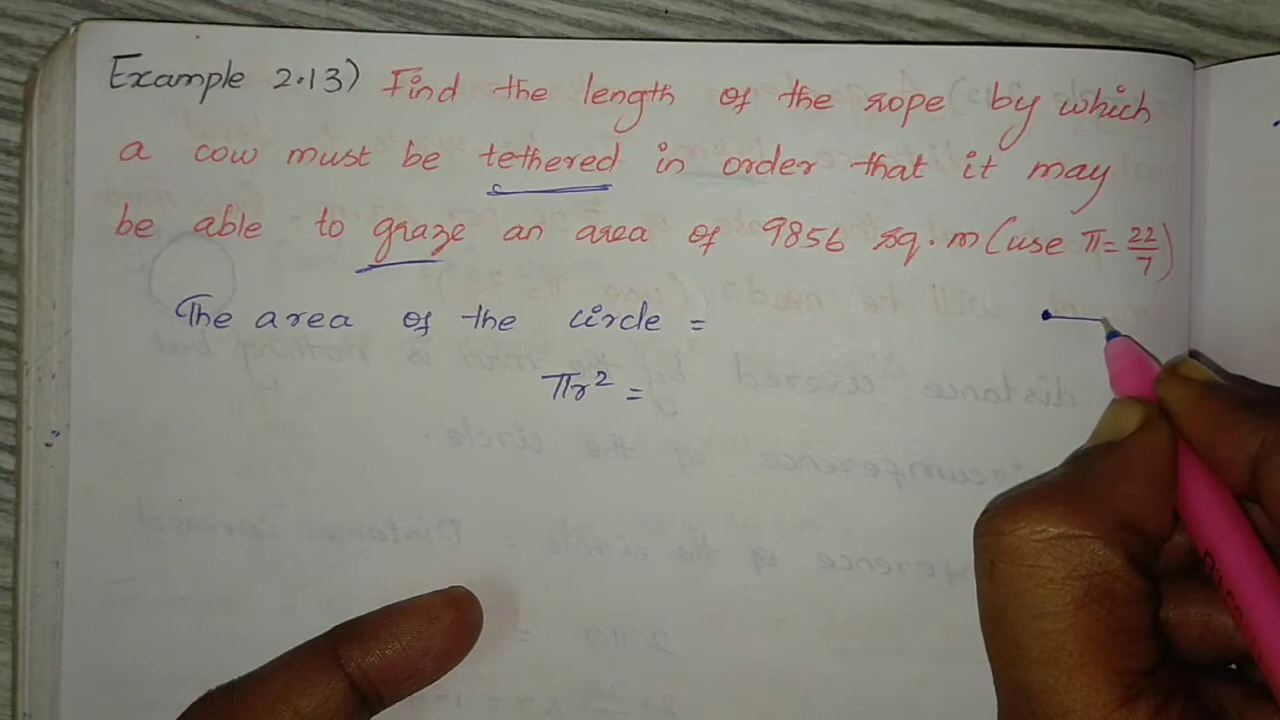 Example 2.13) Find the length of the rope by which
a cow must be tethered in order that it may
be able to graze an area of 9856 sq.m (use π = 22/7)
The area of the circle =
πr² =